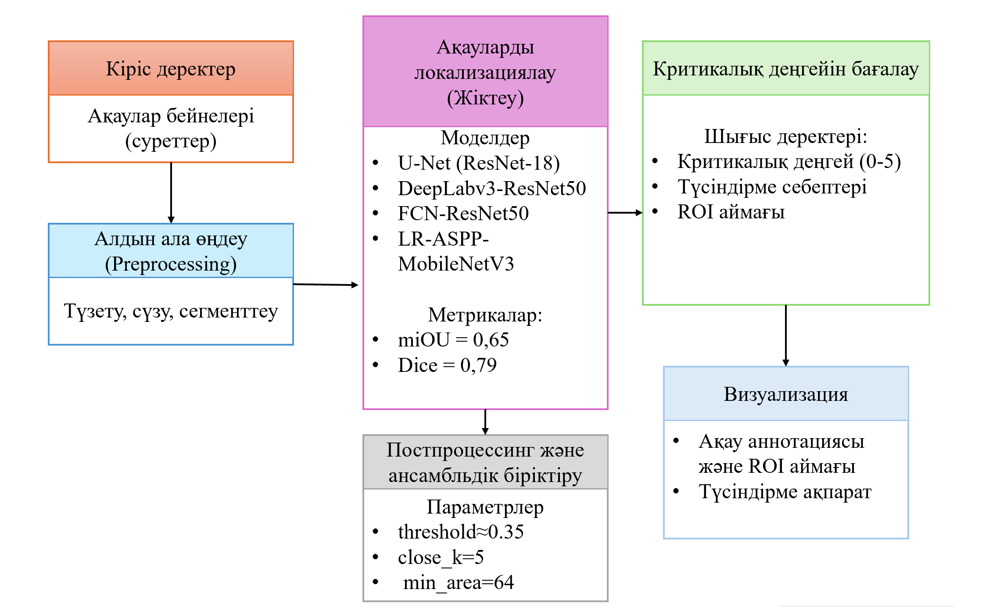 Кіріс деректер
Ақаулар бейнелері
(суреттер)
Алдын ала өңдеу
(Preprocessing)
Түзету, сүзу, сегменттеу
Ақауларды
локализациялау
(Жіктеу)
Моделдер
• U-Net (ResNet-18)
• DeepLabv3-ResNet50
• FCN-ResNet50
• LR-ASPP-
MobileNetV3
Метрикалар:
• miOU = 0,65
• Dice = 0,79
Постпроцессинг және
ансамбльдік біріктіру
Параметрлер
• threshold≈0.35
• close_k=5
• min_area=64
Критикалық деңгейін бағалау
Шығыс деректері:
• Критикалық деңгей (0-5)
• Түсіндірме себептері
• ROI аймағы
Визуализация
• Ақау аннотациясы
және ROI аймағы
• Түсіндірме ақпарат